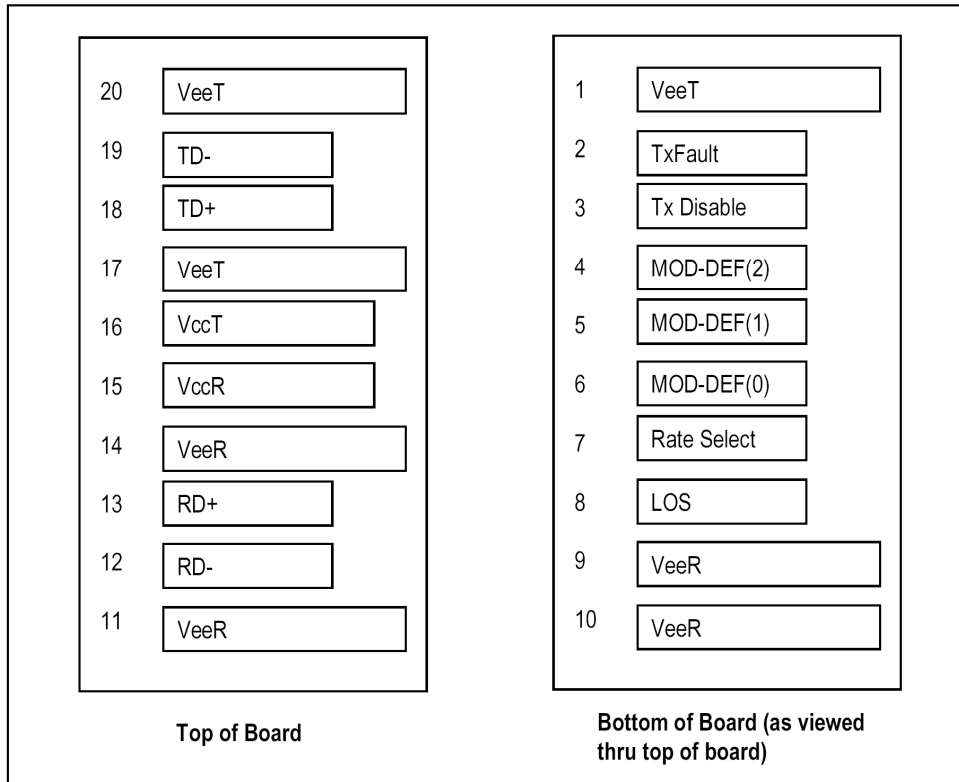 20 VeeT
19 TD-
18 TD+
17 VeeT
16 VccT
15 VccR
14 VeeR
13 RD+
12 RD-
11 VeeR
Top of Board
1 VeeT
2 TxFault
3 Tx Disable
4 MOD-DEF(2)
5 MOD-DEF(1)
6 MOD-DEF(0)
7 Rate Select
8 LOS
9 VeeR
10 VeeR
Bottom of Board (as viewed
thru top of board)